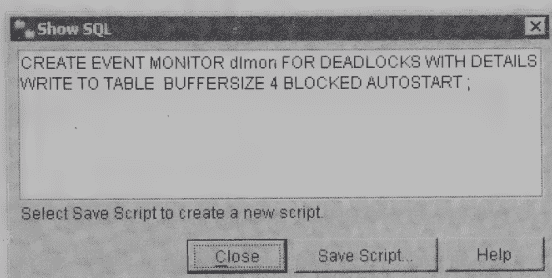 Show SQL
CREATE EVENT MONITOR dlmon FOR DEADLOCKS WITH DETAILS
WRITE TO TABLE BUFFERSIZE 4 BLOCKED AUTOSTART ;
Select Save Script to create a new script.
Close Save Script... Help